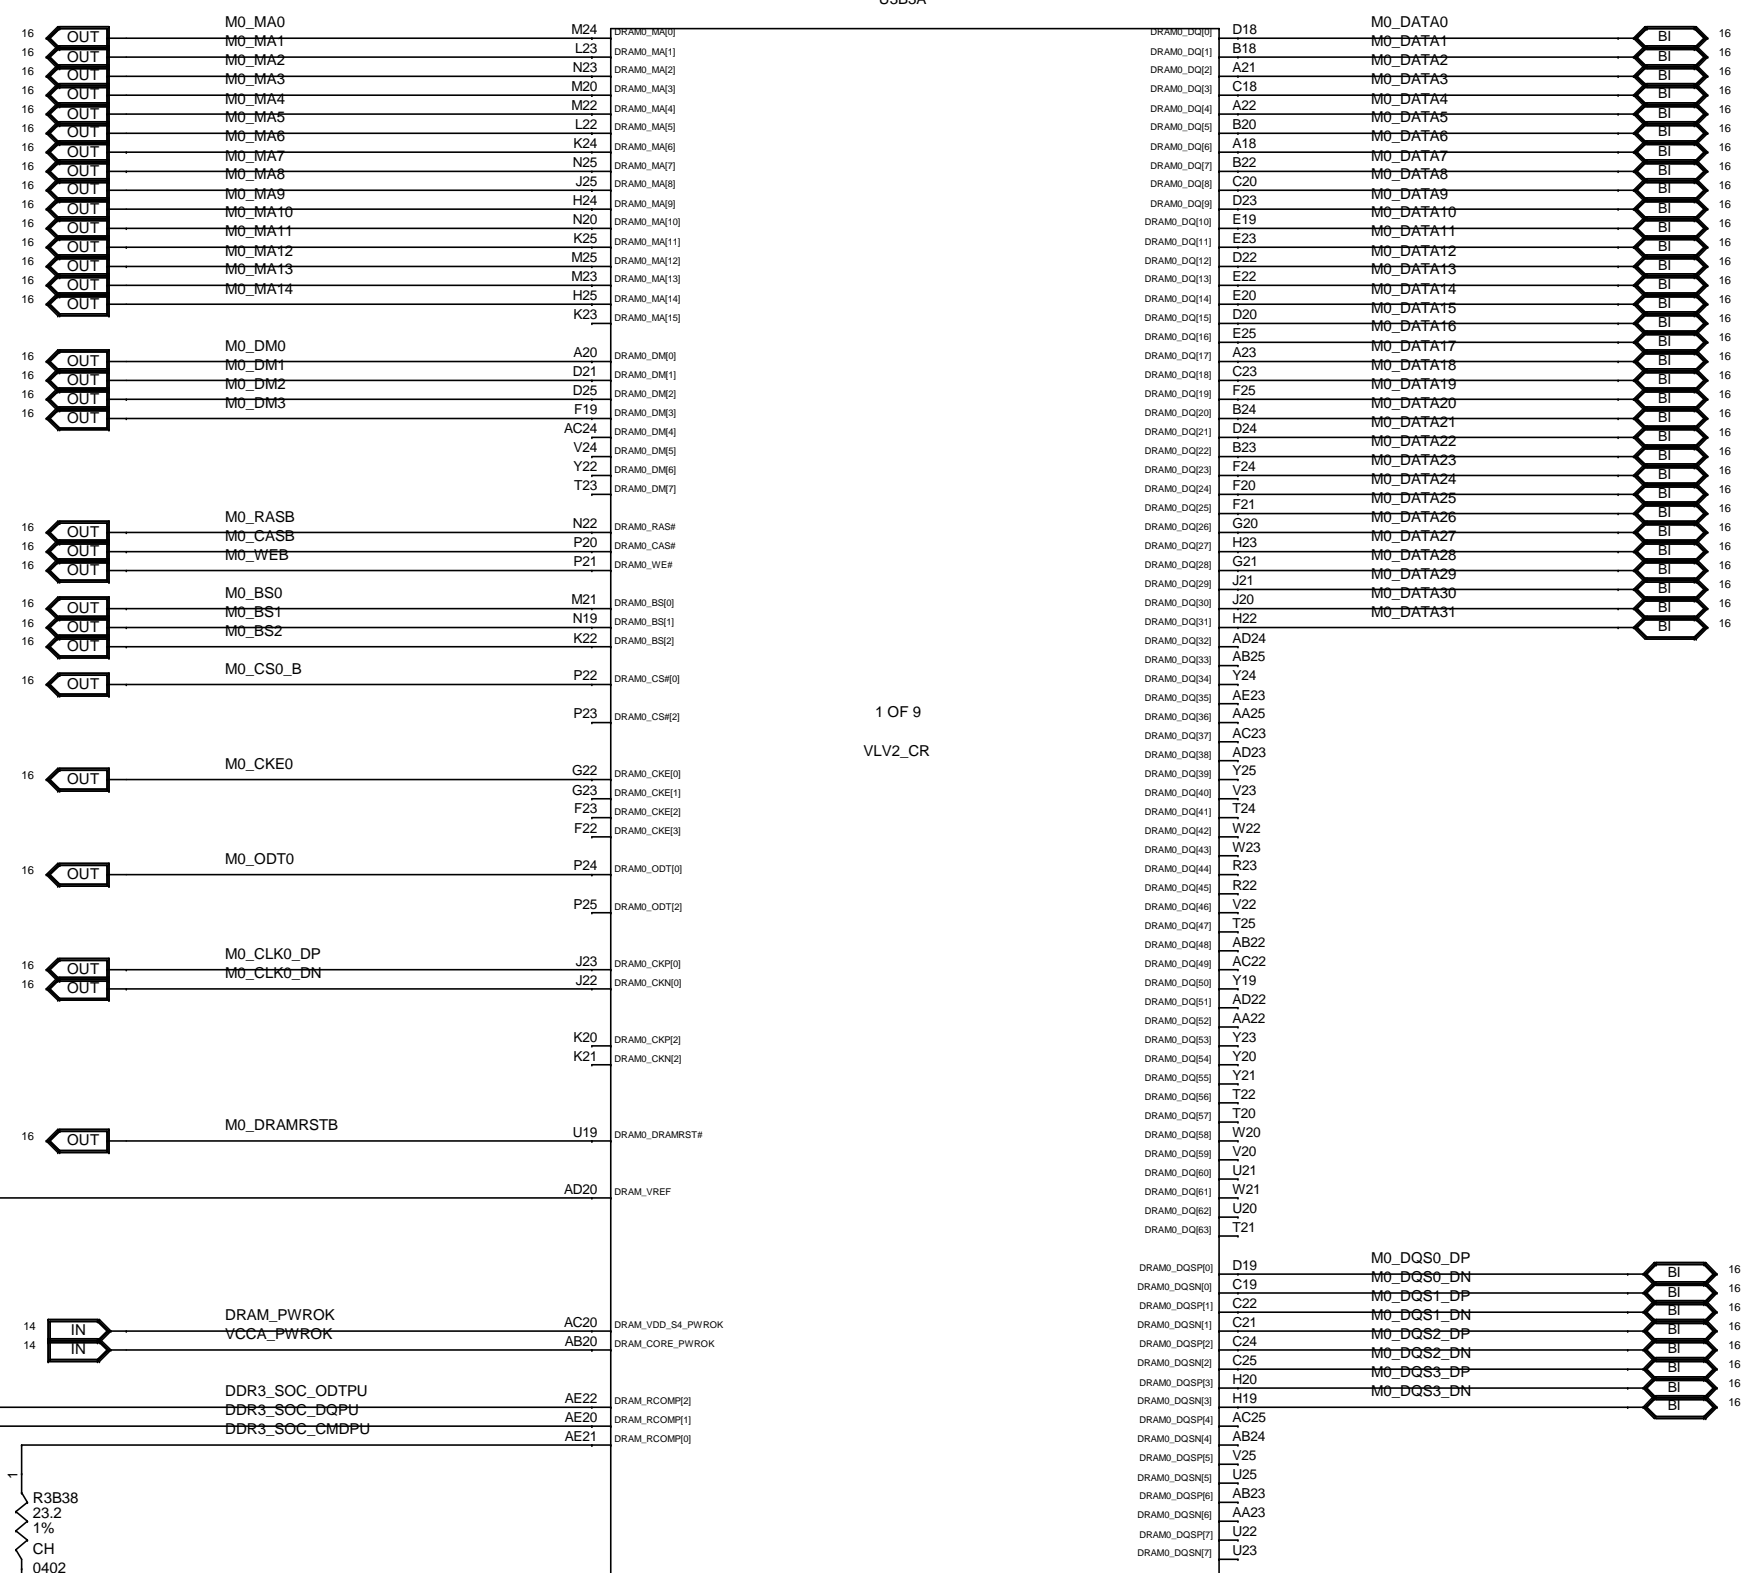 U3B3A
16 OUT M0_MA0 M24 DRAM0_MA[0]
16 OUT M0_MA1 L23 DRAM0_MA[1]
16 OUT M0_MA2 N23 DRAM0_MA[2]
16 OUT M0_MA3 M20 DRAM0_MA[3]
16 OUT M0_MA4 M22 DRAM0_MA[4]
16 OUT M0_MA5 L22 DRAM0_MA[5]
16 OUT M0_MA6 K24 DRAM0_MA[6]
16 OUT M0_MA7 N25 DRAM0_MA[7]
16 OUT M0_MA8 J25 DRAM0_MA[8]
16 OUT M0_MA9 H24 DRAM0_MA[9]
16 OUT M0_MA10 N20 DRAM0_MA[10]
16 OUT M0_MA11 K25 DRAM0_MA[11]
16 OUT M0_MA12 M25 DRAM0_MA[12]
16 OUT M0_MA13 M23 DRAM0_MA[13]
16 OUT M0_MA14 H25 DRAM0_MA[14]
K23 DRAM0_MA[15]
16 OUT M0_DM0 A20 DRAM0_DM[0]
16 OUT M0_DM1 D21 DRAM0_DM[1]
16 OUT M0_DM2 D25 DRAM0_DM[2]
16 OUT M0_DM3 F19 DRAM0_DM[3]
AC24 DRAM0_DM[4]
V24 DRAM0_DM[5]
Y22 DRAM0_DM[6]
T23 DRAM0_DM[7]
16 OUT M0_RASB N22 DRAM0_RAS#
16 OUT M0_CASB P20 DRAM0_CAS#
16 OUT M0_WEB P21 DRAM0_WE#
16 OUT M0_BS0 M21 DRAM0_BS[0]
16 OUT M0_BS1 N19 DRAM0_BS[1]
16 OUT M0_BS2 K22 DRAM0_BS[2]
16 OUT M0_CS0_B P22 DRAM0_CS#[0]
P23 DRAM0_CS#[2]
16 OUT M0_CKE0 G22 DRAM0_CKE[0]
G23 DRAM0_CKE[1]
F23 DRAM0_CKE[2]
F22 DRAM0_CKE[3]
16 OUT M0_ODT0 P24 DRAM0_ODT[0]
P25 DRAM0_ODT[2]
16 OUT M0_CLK0_DP J23 DRAM0_CKP[0]
16 OUT M0_CLK0_DN J22 DRAM0_CKN[0]
K20 DRAM0_CKP[2]
K21 DRAM0_CKN[2]
16 OUT M0_DRAMRSTB U19 DRAM0_DRAMRST#
AD20 DRAM_VREF
14 IN DRAM_PWROK AC20 DRAM_VDD_S4_PWROK
14 IN VCCA_PWROK AB20 DRAM_CORE_PWROK
DDR3_SOC_ODTPU AE22 DRAM_RCOMP[2]
DDR3_SOC_DQPU AE20 DRAM_RCOMP[1]
DDR3_SOC_CMDPU AE21 DRAM_RCOMP[0]
1
R3B38
23.2
1%
CH
0402
1 OF 9
VLV2_CR
DRAM0_DQ[0] D18 M0_DATA0 BI 16
DRAM0_DQ[1] B18 M0_DATA1 BI 16
DRAM0_DQ[2] A21 M0_DATA2 BI 16
DRAM0_DQ[3] C18 M0_DATA3 BI 16
DRAM0_DQ[4] A22 M0_DATA4 BI 16
DRAM0_DQ[5] B20 M0_DATA5 BI 16
DRAM0_DQ[6] A18 M0_DATA6 BI 16
DRAM0_DQ[7] B22 M0_DATA7 BI 16
DRAM0_DQ[8] C20 M0_DATA8 BI 16
DRAM0_DQ[9] D23 M0_DATA9 BI 16
DRAM0_DQ[10] E19 M0_DATA10 BI 16
DRAM0_DQ[11] E23 M0_DATA11 BI 16
DRAM0_DQ[12] D22 M0_DATA12 BI 16
DRAM0_DQ[13] E22 M0_DATA13 BI 16
DRAM0_DQ[14] E20 M0_DATA14 BI 16
DRAM0_DQ[15] D20 M0_DATA15 BI 16
DRAM0_DQ[16] E25 M0_DATA16 BI 16
DRAM0_DQ[17] A23 M0_DATA17 BI 16
DRAM0_DQ[18] C23 M0_DATA18 BI 16
DRAM0_DQ[19] F25 M0_DATA19 BI 16
DRAM0_DQ[20] B24 M0_DATA20 BI 16
DRAM0_DQ[21] D24 M0_DATA21 BI 16
DRAM0_DQ[22] B23 M0_DATA22 BI 16
DRAM0_DQ[23] F24 M0_DATA23 BI 16
DRAM0_DQ[24] F20 M0_DATA24 BI 16
DRAM0_DQ[25] F21 M0_DATA25 BI 16
DRAM0_DQ[26] G20 M0_DATA26 BI 16
DRAM0_DQ[27] H23 M0_DATA27 BI 16
DRAM0_DQ[28] G21 M0_DATA28 BI 16
DRAM0_DQ[29] J21 M0_DATA29 BI 16
DRAM0_DQ[30] J20 M0_DATA30 BI 16
DRAM0_DQ[31] H22 M0_DATA31 BI 16
DRAM0_DQ[32] AD24
DRAM0_DQ[33] AB25
DRAM0_DQ[34] Y24
DRAM0_DQ[35] AE23
DRAM0_DQ[36] AA25
DRAM0_DQ[37] AC23
DRAM0_DQ[38] AD23
DRAM0_DQ[39] Y25
DRAM0_DQ[40] V23
DRAM0_DQ[41] T24
DRAM0_DQ[42] W22
DRAM0_DQ[43] W23
DRAM0_DQ[44] R23
DRAM0_DQ[45] R22
DRAM0_DQ[46] V22
DRAM0_DQ[47] T25
DRAM0_DQ[48] AB22
DRAM0_DQ[49] AC22
DRAM0_DQ[50] Y19
DRAM0_DQ[51] AD22
DRAM0_DQ[52] AA22
DRAM0_DQ[53] Y23
DRAM0_DQ[54] Y20
DRAM0_DQ[55] Y21
DRAM0_DQ[56] T22
DRAM0_DQ[57] T20
DRAM0_DQ[58] W20
DRAM0_DQ[59] V20
DRAM0_DQ[60] U21
DRAM0_DQ[61] W21
DRAM0_DQ[62] U20
DRAM0_DQ[63] T21
DRAM0_DQSP[0] D19 M0_DQS0_DP BI 16
DRAM0_DQSN[0] C19 M0_DQS0_DN BI 16
DRAM0_DQSP[1] C22 M0_DQS1_DP BI 16
DRAM0_DQSN[1] C21 M0_DQS1_DN BI 16
DRAM0_DQSP[2] C24 M0_DQS2_DP BI 16
DRAM0_DQSN[2] C25 M0_DQS2_DN BI 16
DRAM0_DQSP[3] H20 M0_DQS3_DP BI 16
DRAM0_DQSN[3] H19 M0_DQS3_DN BI 16
DRAM0_DQSP[4] AC25
DRAM0_DQSN[4] AB24
DRAM0_DQSP[5] V25
DRAM0_DQSN[5] U25
DRAM0_DQSP[6] AB23
DRAM0_DQSN[6] AA23
DRAM0_DQSP[7] U22
DRAM0_DQSN[7] U23